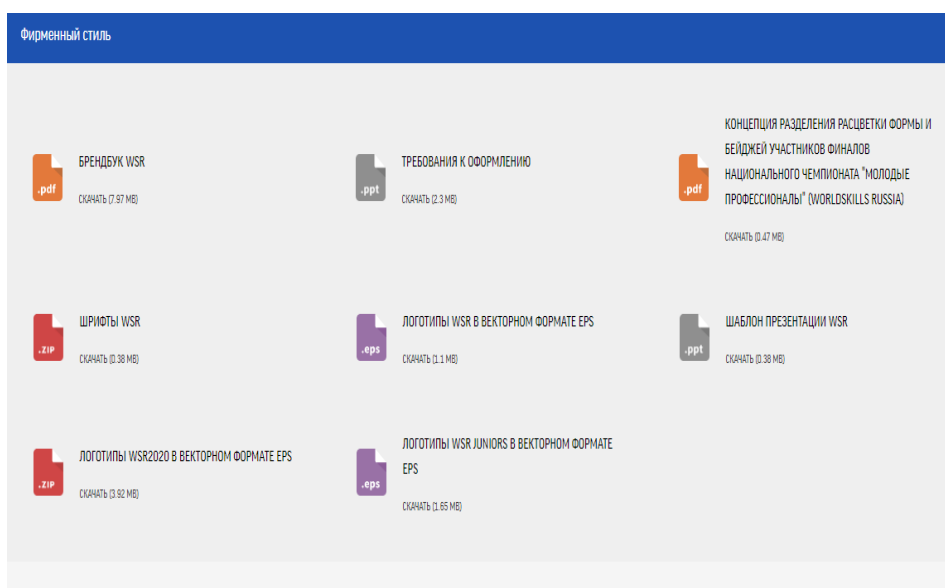 Фирменный стиль
.pdf
БРЕНДБУК WSR
СКАЧАТЬ (7.97 MB)
.ppt
ТРЕБОВАНИЯ К ОФОРМЛЕНИЮ
СКАЧАТЬ (2.3 MB)
.pdf
КОНЦЕПЦИЯ РАЗДЕЛЕНИЯ РАСЦВЕТКИ ФОРМЫ И
БЕЙДЖЕЙ УЧАСТНИКОВ ФИНАЛОВ
НАЦИОНАЛЬНОГО ЧЕМПИОНАТА "МОЛОДЫЕ
ПРОФЕССИОНАЛЫ" (WORLDSKILLS RUSSIA)
СКАЧАТЬ (0.47 MB)
.ZIP
ШРИФТЫ WSR
СКАЧАТЬ (0.38 MB)
.eps
ЛОГОТИПЫ WSR В ВЕКТОРНОМ ФОРМАТЕ EPS
СКАЧАТЬ (1.1 MB)
.ppt
ШАБЛОН ПРЕЗЕНТАЦИИ WSR
СКАЧАТЬ (0.38 MB)
.ZIP
ЛОГОТИПЫ WSR2020 В ВЕКТОРНОМ ФОРМАТЕ EPS
СКАЧАТЬ (3.92 MB)
.eps
ЛОГОТИПЫ WSR JUNIORS В ВЕКТОРНОМ ФОРМАТЕ
EPS
СКАЧАТЬ (1.65 MB)